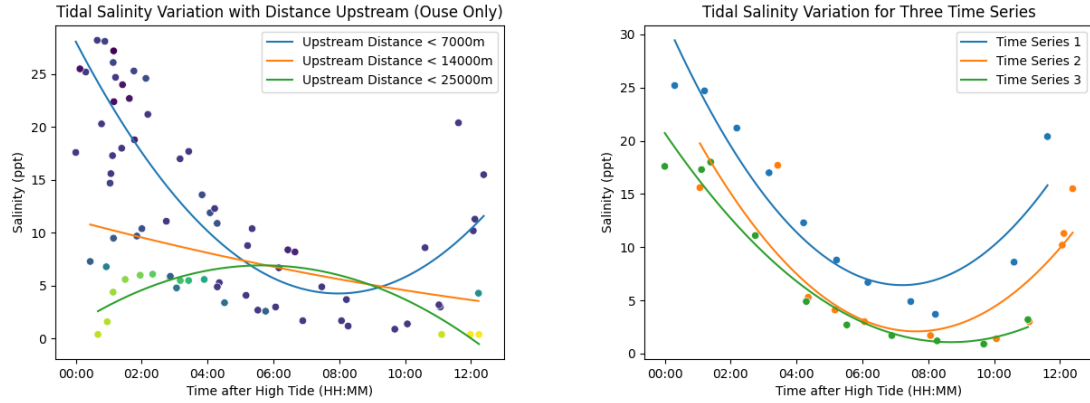 Tidal Salinity Variation with Distance Upstream (Ouse Only)
Upstream Distance < 7000m
Upstream Distance < 14000m
Upstream Distance < 25000m
Salinity (ppt)
25
20
15
10
5
0
00:00 02:00 04:00 06:00 08:00 10:00 12:00
Time after High Tide (HH:MM)
Tidal Salinity Variation for Three Time Series
Time Series 1
Time Series 2
Time Series 3
Salinity (ppt)
30
25
20
15
10
5
0
00:00 02:00 04:00 06:00 08:00 10:00 12:00
Time after High Tide (HH:MM)